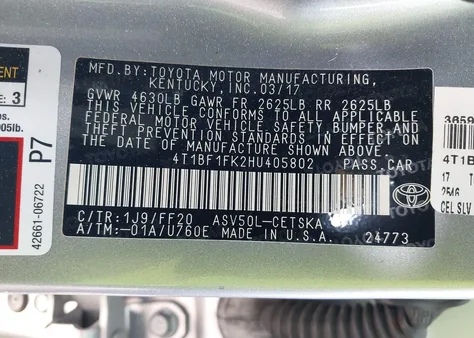 MFD.BY:TOYOTA MOTOR MANUFACTURING,
KENTUCKY,INC.03/17
GVWR 4630LB GAWR FR 2625LB RR 2625LB
THIS VEHICLE CONFORMS TO ALL APPLICABLE
FEDERAL MOTOR VEHICLE SAFETY,BUMPER,AND
THEFT PREVENTION STANDARDS IN EFFECT ON
THE DATE OF MANUFACTURE SHOWN ABOVE.
4T1BF1FK2HU405802 PASS.CAR
C/TR:1J9/FF20 ASV50L-CETSKA
A/TM:-01A/U760E MADE IN U.S.A. 24773
ENT
E: 3
os.
005lb.
P7
42661-06722
4T1B
17
2540
CEL SLV